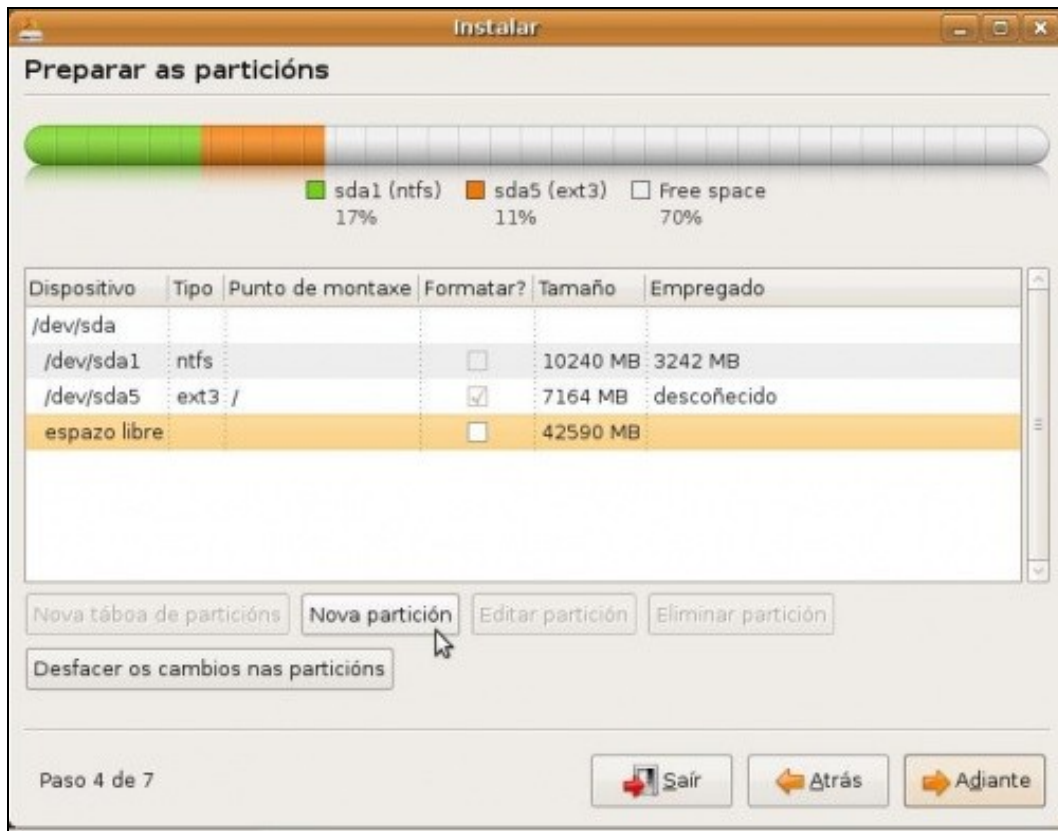 Instalar
Preparar as particións
sda1 (ntfs) sda5 (ext3) Free space
17% 11% 70%
Dispositivo Tipo Punto de montaxe Formatar? Tamaño Empregado
/dev/sda
/dev/sda1 ntfs 10240 MB 3242 MB
/dev/sda5 ext3 / 7164 MB descoñecido
espazo libre 42590 MB
Nova táboa de particións Nova partición Editar partición Eliminar partición
Desfacer os cambios nas particións
Paso 4 de 7 Saír Atrás Adiante